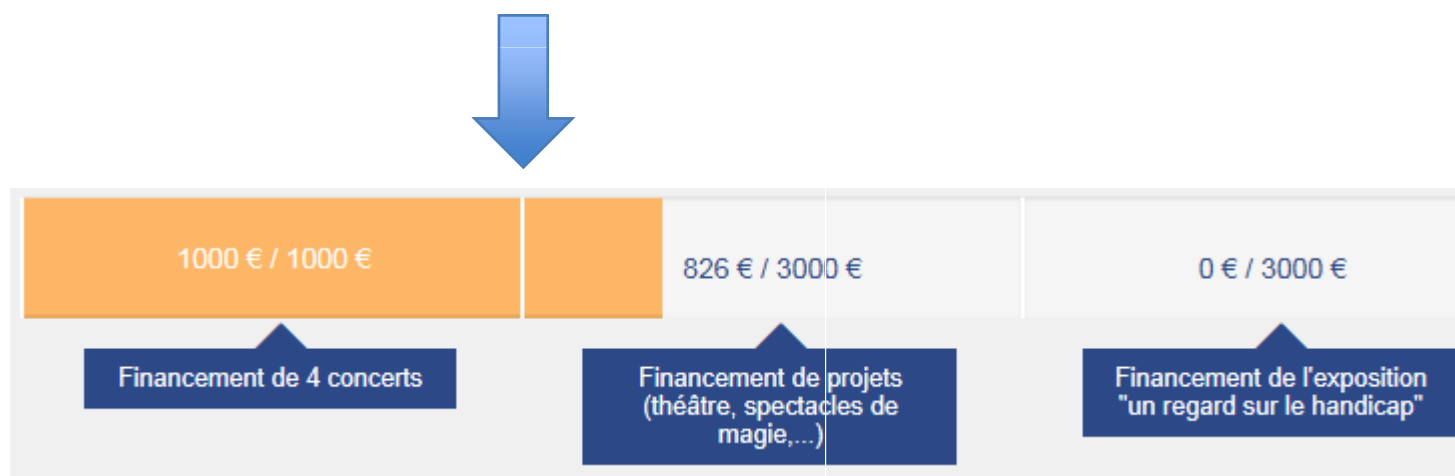 1000 € / 1000 €
826 € / 3000 €
0 € / 3000 €
Financement de 4 concerts
Financement de projets
(théâtre, spectacles de
magie,...)
Financement de l'exposition
"un regard sur le handicap"